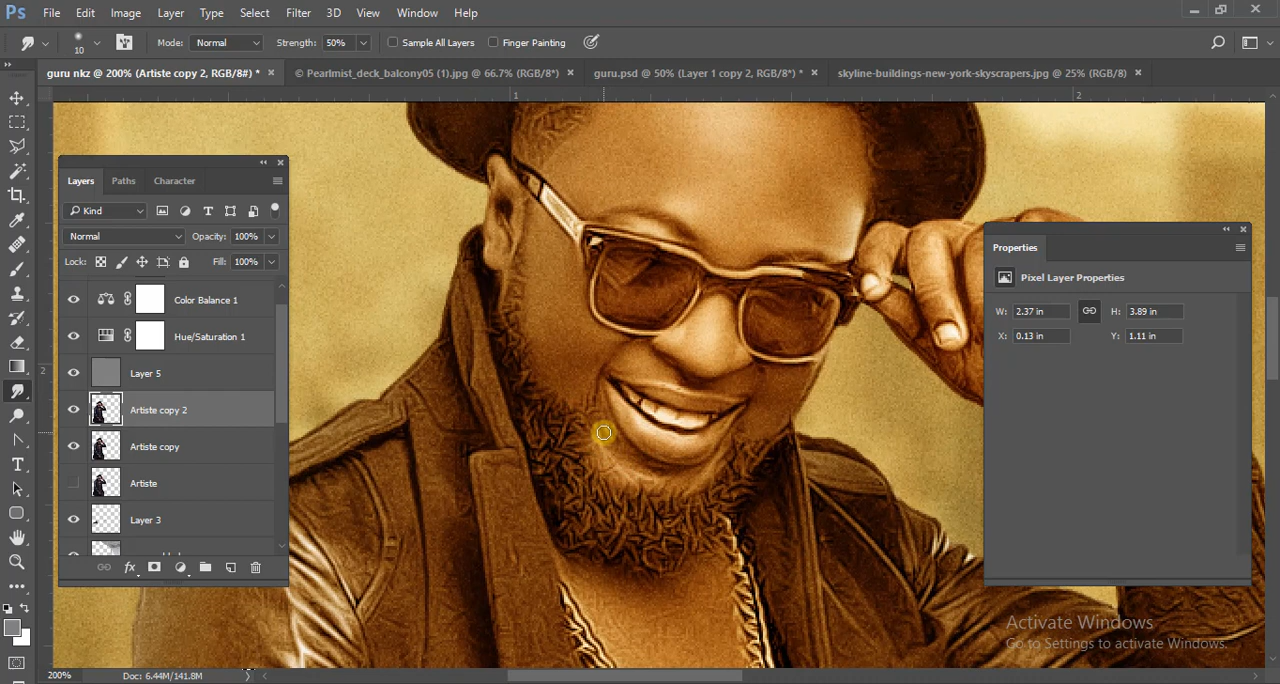 Ps File Edit Image Layer Type Select Filter 3D View Window Help
10 Mode: Normal Strength: 50% Sample All Layers Finger Painting
guru nkz @ 200% (Artiste copy 2, RGB/8#) * × © Pearlmist_deck_balcony05 (1).jpg @ 66.7% (RGB/8*) × guru.psd @ 50% (Layer 1 copy 2, RGB/8*) * × skyline-buildings-new-york-skyscrapers.jpg @ 25% (RGB/8) ×
1 2
2
Layers Paths Character
Kind
Normal Opacity: 100%
Lock: Fill: 100%
Color Balance 1
Hue/Saturation 1
Layer 5
Artiste copy 2
Artiste copy
Artiste
Layer 3
fx
Properties
Pixel Layer Properties
W: 2.37 in H: 3.89 in
X: 0.13 in Y: 1.11 in
Activate Windows
Go to Settings to activate Windows.
200% Doc: 6.44M/141.8M